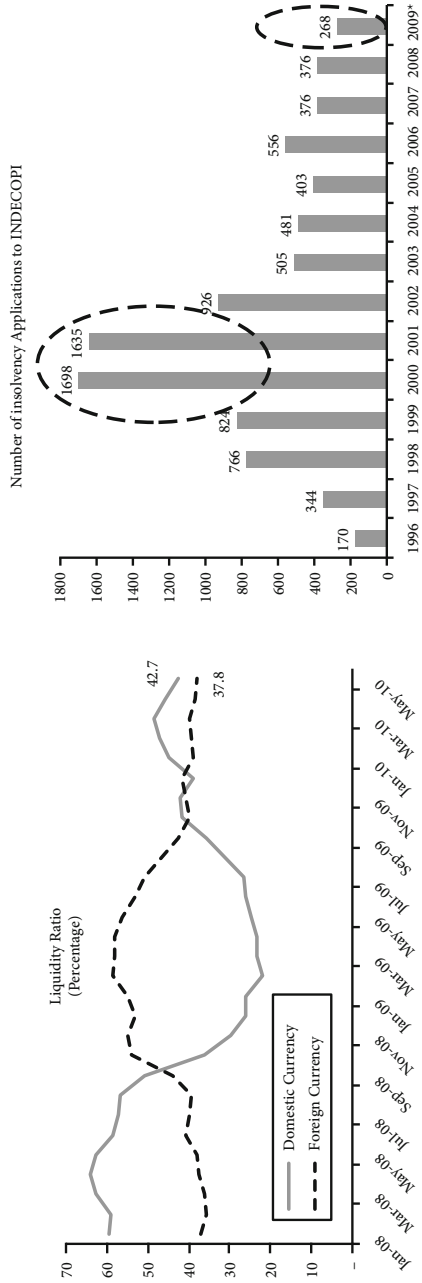 Liquidity Ratio
(Percentage)
70
60
50
40
30
20
10
–
42.7
37.8
Domestic Currency
Foreign Currency
Jan-08
Mar-08
May-08
Jul-08
Sep-08
Nov-08
Jan-09
Mar-09
May-09
Jul-09
Sep-09
Nov-09
Jan-10
Mar-10
May-10
Number of insolvency Applications to INDECOPI
1800
1600
1400
1200
1000
800
600
400
200
0
170
344
766
824
1698
1635
926
505
481
403
556
376
376
268
1996
1997
1998
1999
2000
2001
2002
2003
2004
2005
2006
2007
2008
2009*